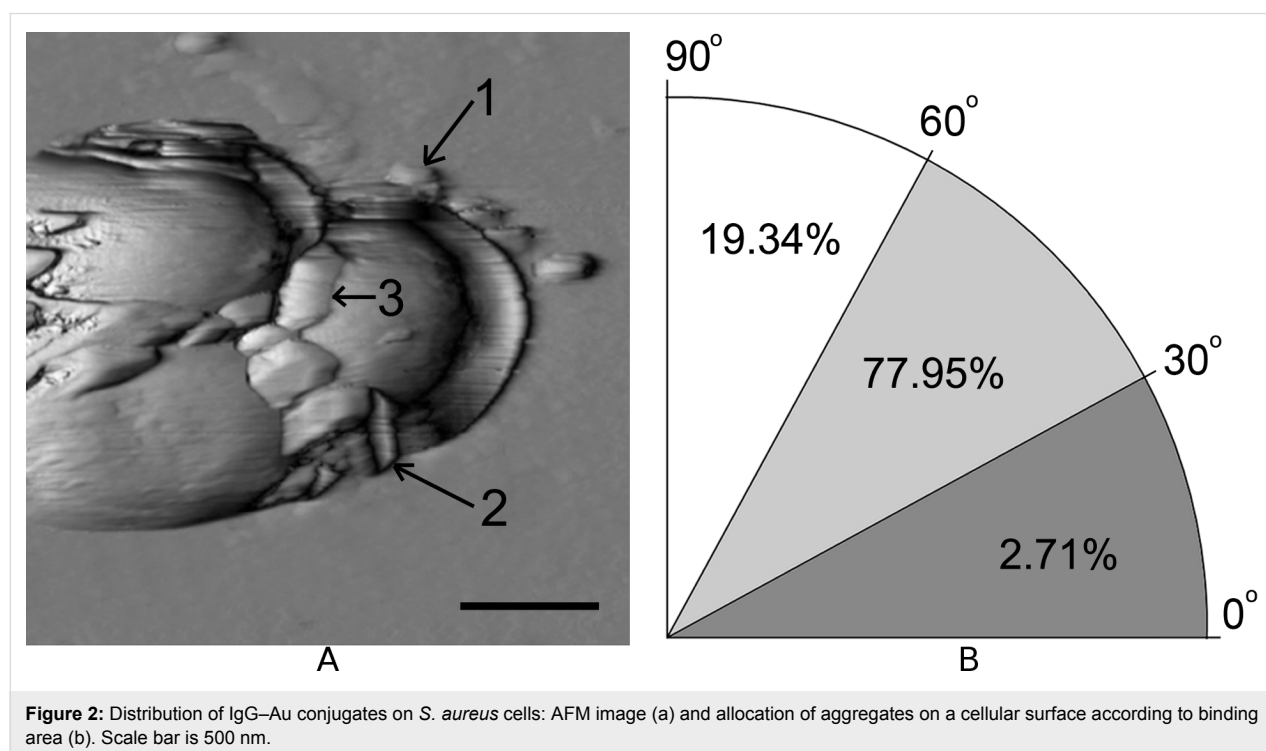 1
3
2
A
90°
60°
19.34%
30°
77.95%
2.71%
0°
B
Figure 2: Distribution of IgG–Au conjugates on S. aureus cells: AFM image (a) and allocation of aggregates on a cellular surface according to binding
area (b). Scale bar is 500 nm.